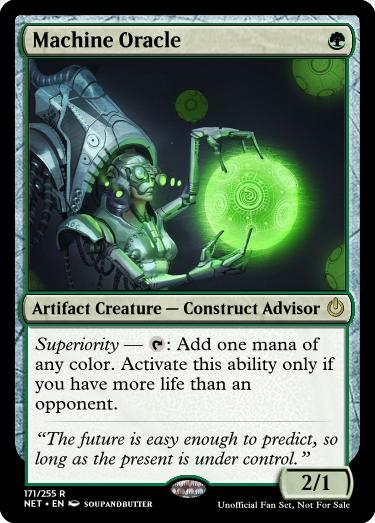 Machine Oracle
Artifact Creature — Construct Advisor
Superiority — : Add one mana of
any color. Activate this ability only if
you have more life than an
opponent.
“The future is easy enough to predict, so
long as the present is under control.”
2/1
171/255 R
NET • EN SOUPANDBUTTER
Unofficial Fan Set, Not For Sale